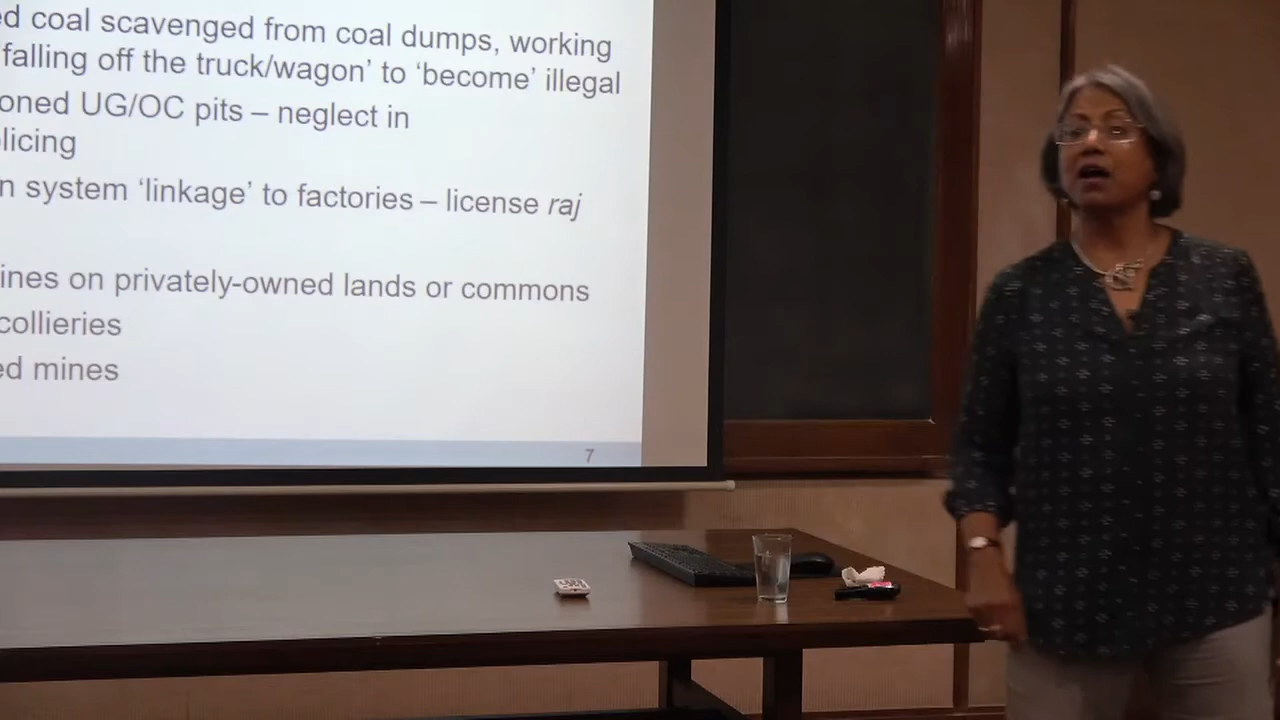 ed coal scavenged from coal dumps, working
falling off the truck/wagon’ to ‘become’ illegal
oned UG/OC pits – neglect in
licing
n system ‘linkage’ to factories – license raj
ines on privately-owned lands or commons
collieries
ed mines
7